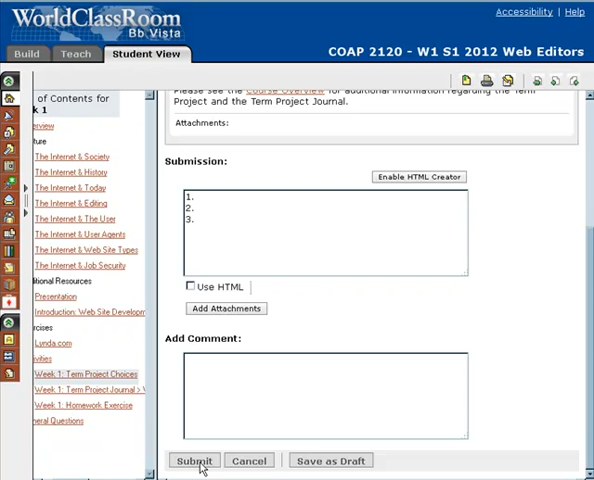 WorldClassRoom
Bb Vista
Accessibility | Help
Build
Teach
Student View
COAP 2120 - W1 S1 2012 Web Editors
of Contents for
k 1
erview
ture
The Internet & Society
The Internet & History
The Internet & Today
The Internet & Editing
The Internet & The User
The Internet & User Agents
The Internet & Web Site Types
The Internet & Job Security
ditional Resources
Presentation
Introduction: Web Site Developm
ercises
Lynda.com
ivities
Week 1: Term Project Choices
Week 1: Term Project Journal > V
Week 1: Homework Exercise
neral Questions
Please see the Course Overview for additional information regarding the Term
Project and the Term Project Journal.
Attachments:
Submission:
Enable HTML Creator
1.
2.
3.
Use HTML
Add Attachments
Add Comment:
Submit
Cancel
Save as Draft